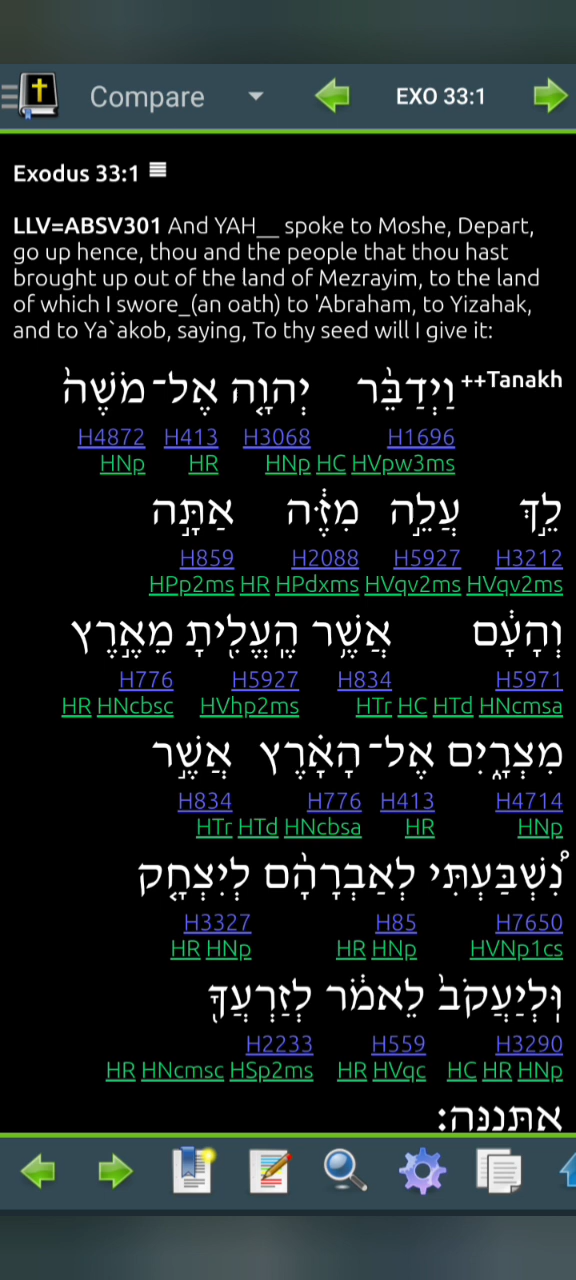 Compare
EXO 33:1
Exodus 33:1
LLV=ABSV301 And YAH__ spoke to Moshe, Depart,
go up hence, thou and the people that thou hast
brought up out of the land of Mezrayim, to the land
of which I swore_(an oath) to 'Abraham, to Yizahak,
and to Ya`akob, saying, To thy seed will I give it:
++Tanakh וַיְדַבֵּ֨ר יְהוָ֤ה אֶל־ מֹשֶׁה֙
H4872 H413 H3068 H1696
HNp HR HNp HC HVpw3ms
לֵ֣ךְ עֲלֵ֣ה מִזֶּ֔ה אַתָּ֣ה
H859 H2088 H5927 H3212
HPp2ms HR HPdxms HVqv2ms HVqv2ms
וְהָעָ֔ם אֲשֶׁ֥ר הֶֽעֱלִ֖יתָ מֵאֶ֣רֶץ
H776 H5927 H834 H5971
HR HNcbsc HVhp2ms HTr HC HTd HNcmsa
מִצְרָ֑יִם אֶל־ הָאָ֗רֶץ אֲשֶׁ֣ר
H834 H776 H413 H4714
HTr HTd HNcbsa HR HNp
נִ֠שְׁבַּעְתִּי לְאַבְרָהָ֨ם לְיִצְחָ֤ק
H3327 H85 H7650
HR HNp HR HNp HVNp1cs
וּֽלְיַעֲקֹב֙ לֵאמֹ֔ר לְזַרְעֲךָ֖
H2233 H559 H3290
HR HNcmsc HSp2ms HR HVqc HC HR HNp
אתננה׃